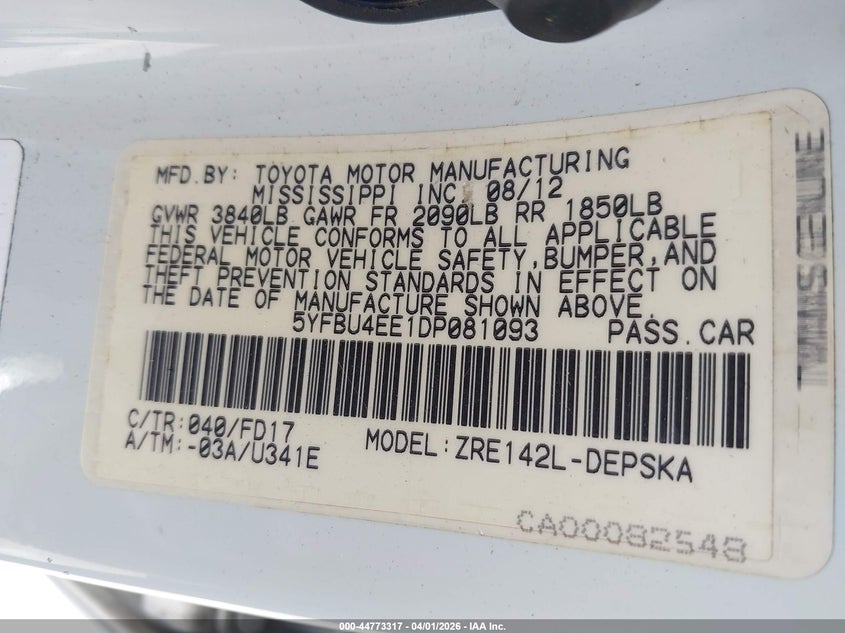 MFD.BY: TOYOTA MOTOR MANUFACTURING
MISSISSIPPI INC. 08/12
GVWR 3840LB GAWR FR 2090LB RR 1850LB
THIS VEHICLE CONFORMS TO ALL APPLICABLE
FEDERAL MOTOR VEHICLE SAFETY,BUMPER,AND
THEFT PREVENTION STANDARDS IN EFFECT ON
THE DATE OF MANUFACTURE SHOWN ABOVE.
5YFBU4EE1DP081093 PASS.CAR
C/TR:040/FD17
A/TM:-03A/U341E
MODEL:ZRE142L-DEPSKA
CA00082548
000-44773317 - 04/01/2026 - IAA Inc.